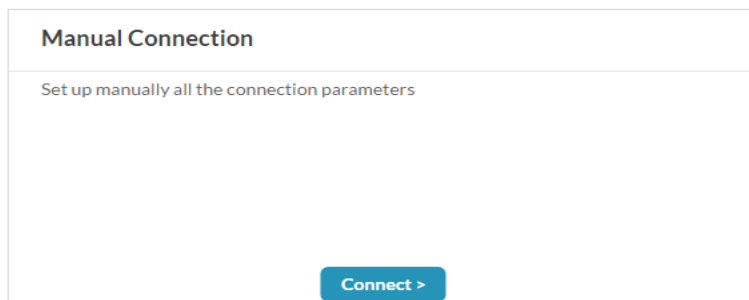 Manual Connection
Set up manually all the connection parameters
Connect >